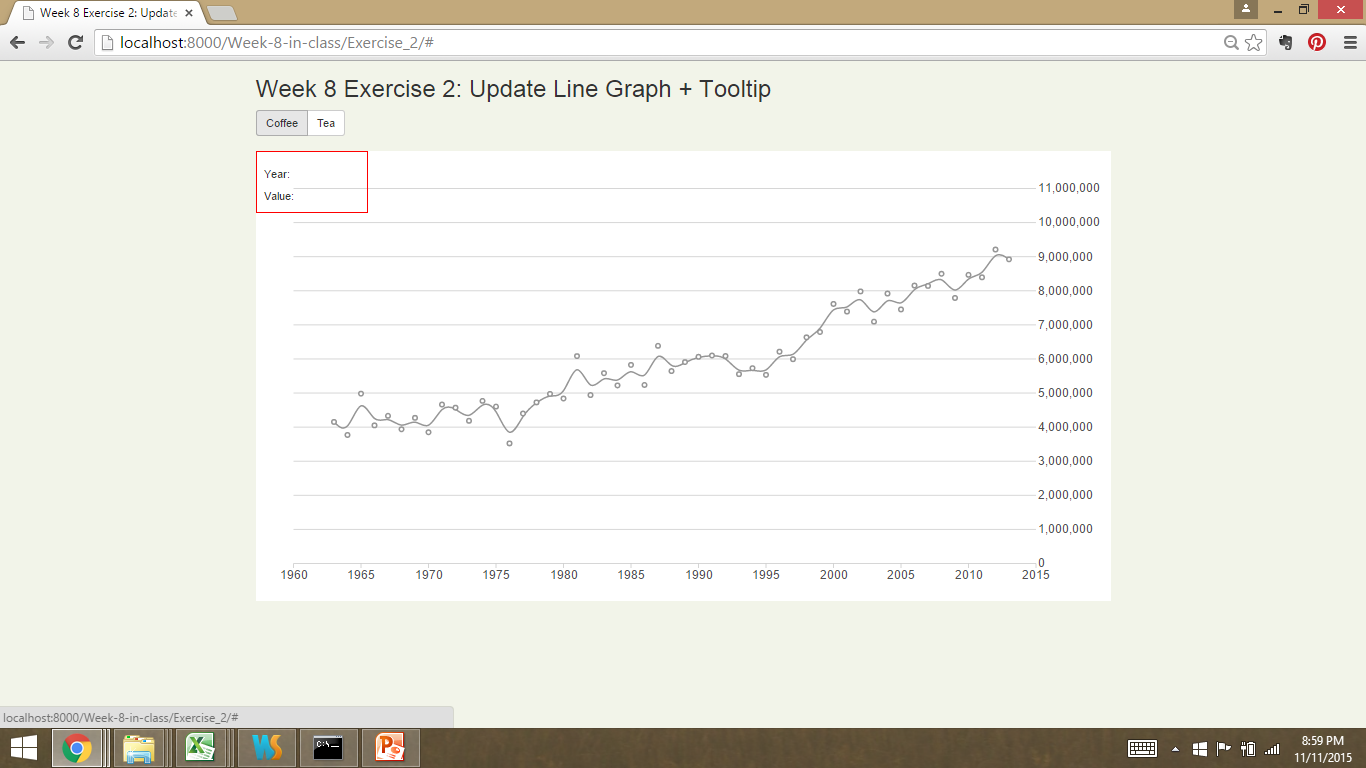 Week 8 Exercise 2: Update
localhost:8000/Week-8-in-class/Exercise_2/#
Week 8 Exercise 2: Update Line Graph + Tooltip
Coffee Tea
Year:
Value:
11,000,000
10,000,000
9,000,000
8,000,000
7,000,000
6,000,000
5,000,000
4,000,000
3,000,000
2,000,000
1,000,000
0
1960 1965 1970 1975 1980 1985 1990 1995 2000 2005 2010 2015
localhost:8000/Week-8-in-class/Exercise_2/#
8:59 PM
11/11/2015